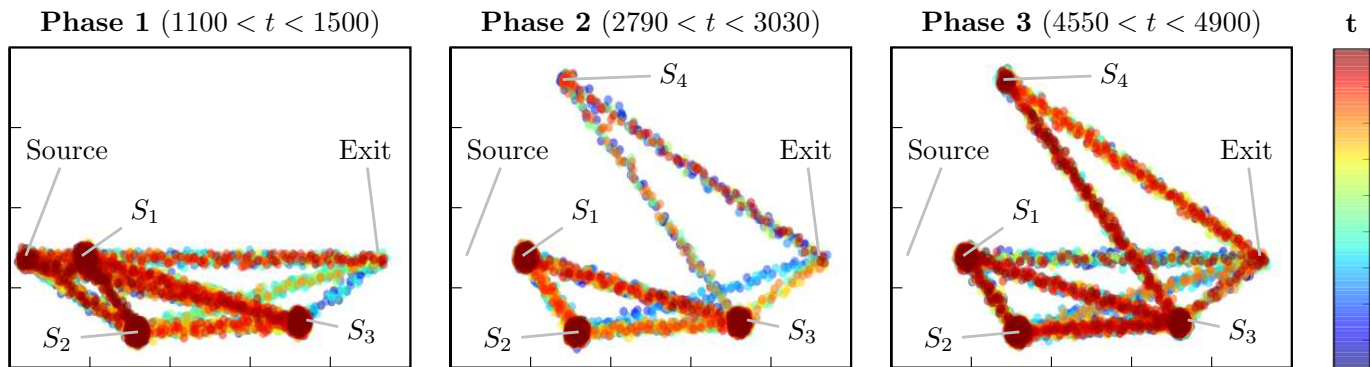 Phase 1 (1100 < t < 1500)
Phase 2 (2790 < t < 3030)
Phase 3 (4550 < t < 4900)
t
S4
S4
Source
Exit
Source
Exit
Source
Exit
S1
S1
S1
S2
S3
S2
S3
S2
S3